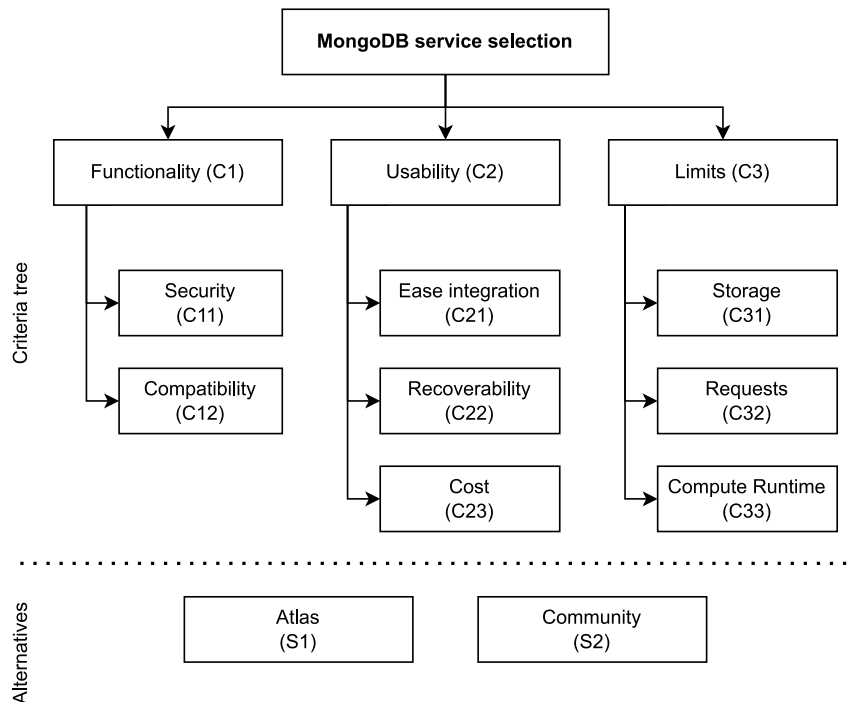 MongoDB service selection
Functionality (C1)
Usability (C2)
Limits (C3)
Criteria tree
Security
(C11)
Ease integration
(C21)
Storage
(C31)
Compatibility
(C12)
Recoverability
(C22)
Requests
(C32)
Cost
(C23)
Compute Runtime
(C33)
Alternatives
Atlas
(S1)
Community
(S2)